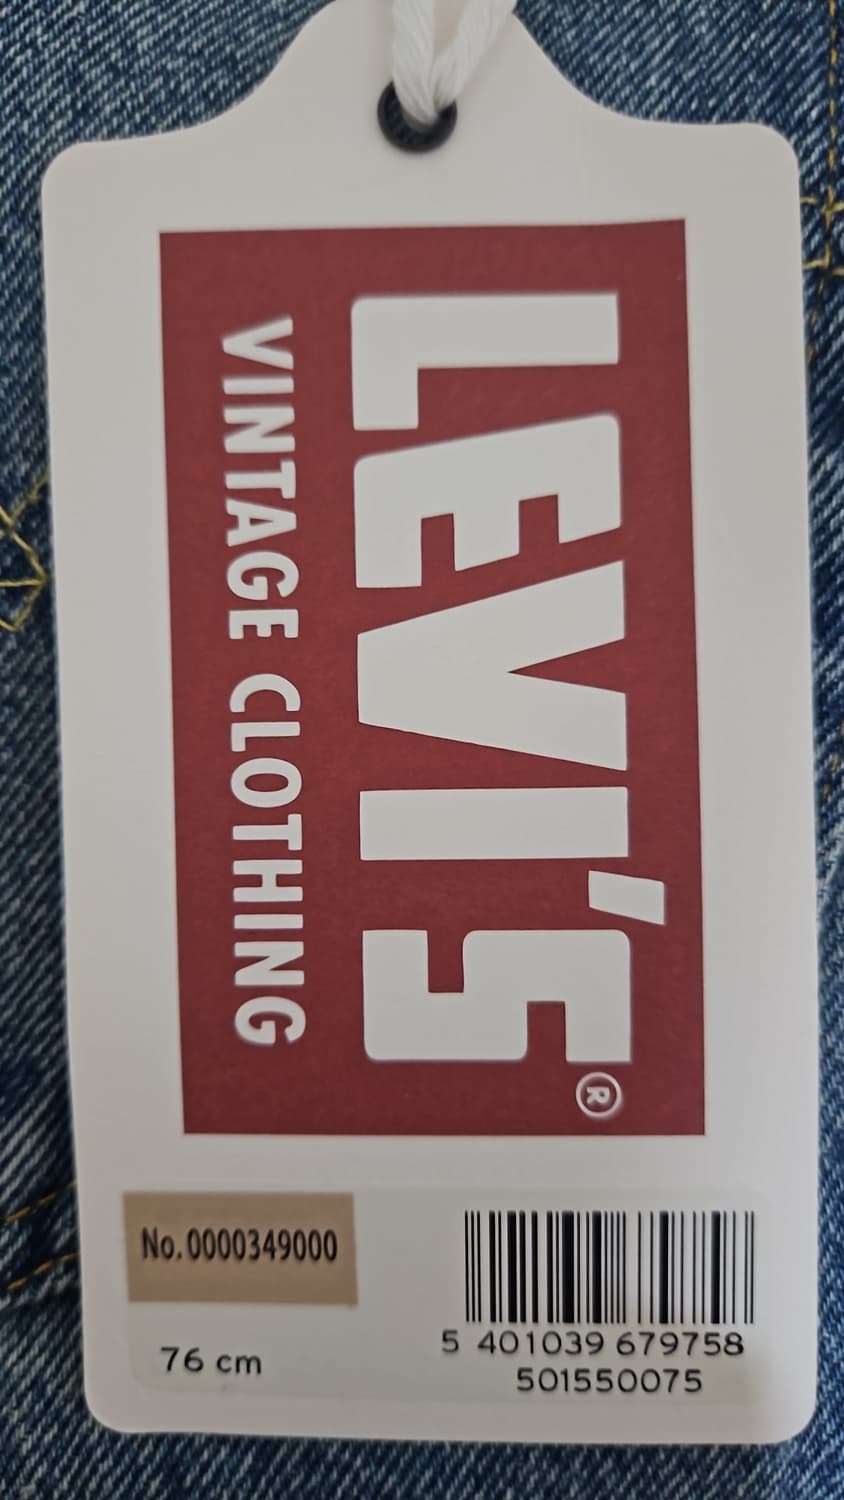 LEVI'S®
VINTAGE CLOTHING
No.0000349000
76 cm
5 401039 679758
501550075